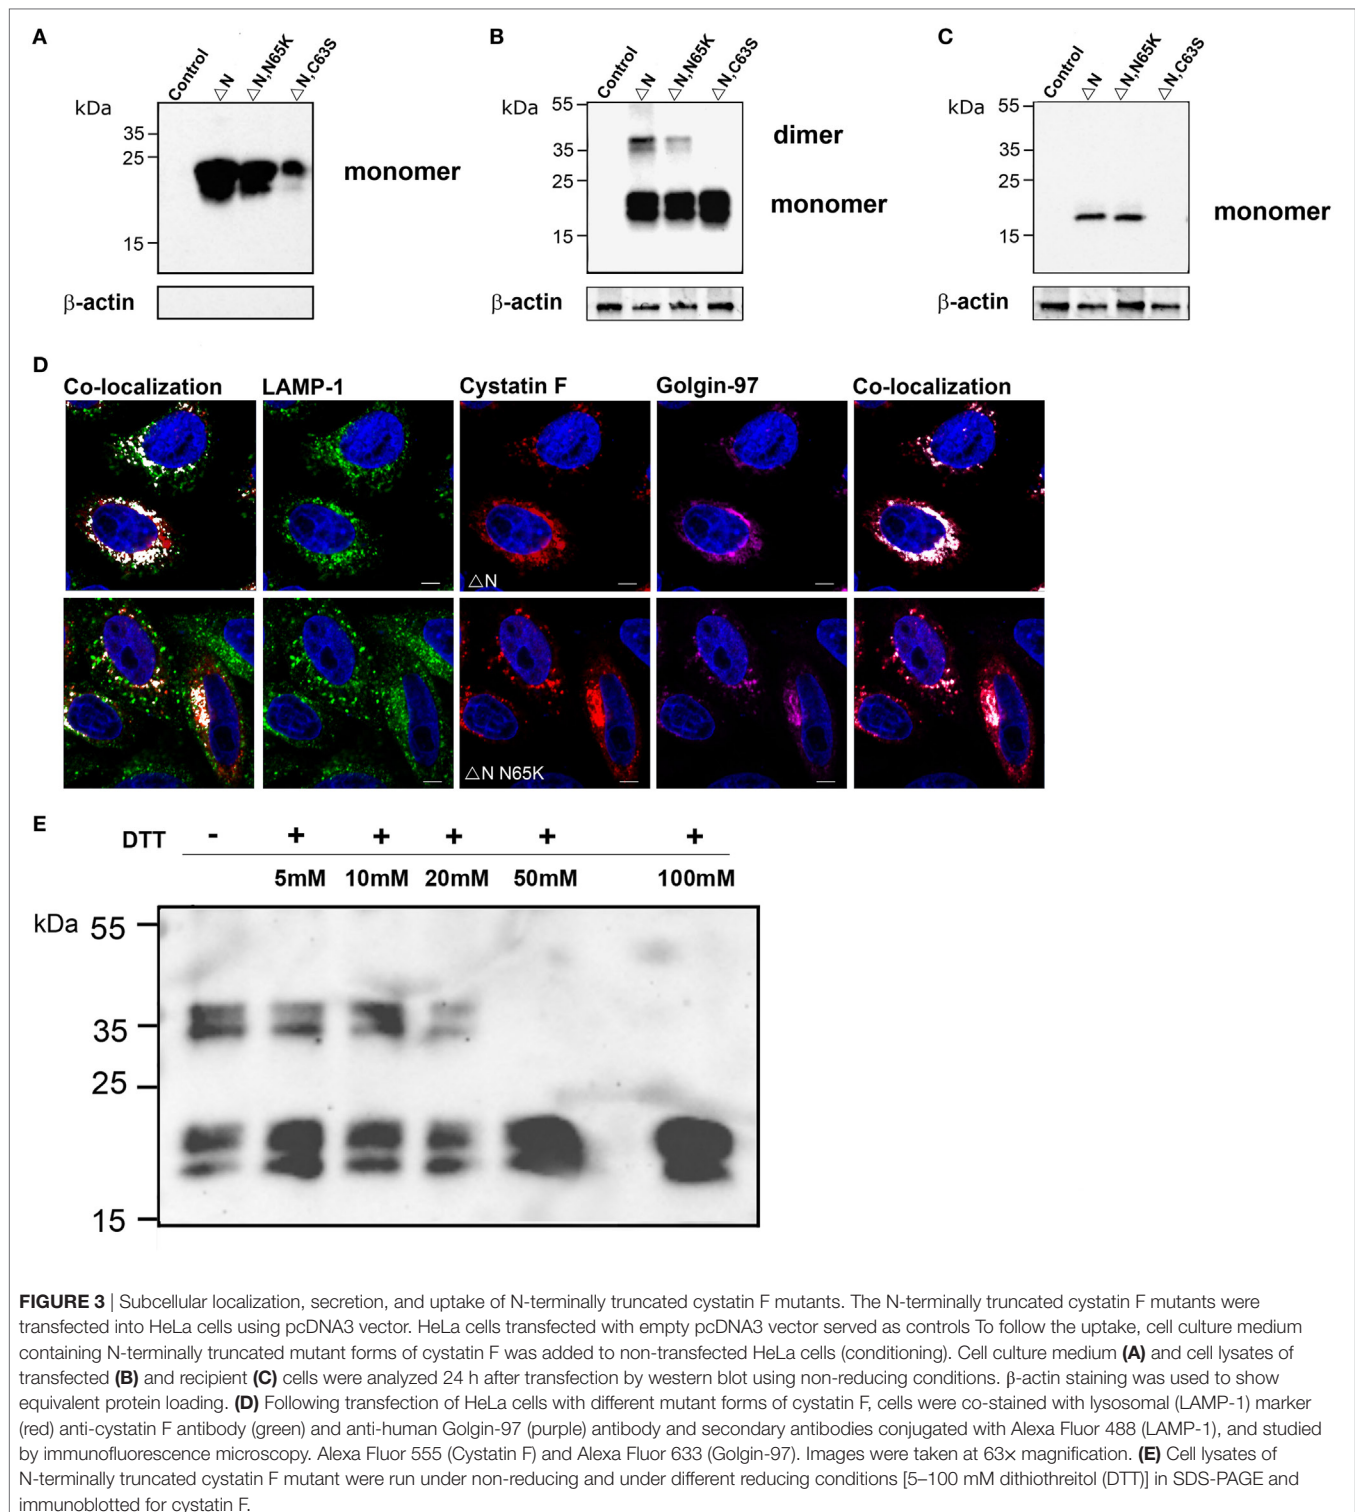 A
Control
△N
△N,N65K
△N,C63S
kDa
35
25
15
monomer
β-actin
B
Control
△N
△N,N65K
△N,C63S
kDa
55
35
25
15
dimer
monomer
β-actin
C
Control
△N
△N,N65K
△N,C63S
kDa
55
35
25
15
monomer
β-actin
D
Co-localization LAMP-1 Cystatin F Golgin-97 Co-localization
△N
△N N65K
E
DTT - + + + + +
5mM 10mM 20mM 50mM 100mM
kDa 55
35
25
15
FIGURE 3 | Subcellular localization, secretion, and uptake of N-terminally truncated cystatin F mutants. The N-terminally truncated cystatin F mutants were
transfected into HeLa cells using pcDNA3 vector. HeLa cells transfected with empty pcDNA3 vector served as controls To follow the uptake, cell culture medium
containing N-terminally truncated mutant forms of cystatin F was added to non-transfected HeLa cells (conditioning). Cell culture medium (A) and cell lysates of
transfected (B) and recipient (C) cells were analyzed 24 h after transfection by western blot using non-reducing conditions. β-actin staining was used to show
equivalent protein loading. (D) Following transfection of HeLa cells with different mutant forms of cystatin F, cells were co-stained with lysosomal (LAMP-1) marker
(red) anti-cystatin F antibody (green) and anti-human Golgin-97 (purple) antibody and secondary antibodies conjugated with Alexa Fluor 488 (LAMP-1), and studied
by immunofluorescence microscopy. Alexa Fluor 555 (Cystatin F) and Alexa Fluor 633 (Golgin-97). Images were taken at 63× magnification. (E) Cell lysates of
N-terminally truncated cystatin F mutant were run under non-reducing and under different reducing conditions [5–100 mM dithiothreitol (DTT)] in SDS-PAGE and
immunoblotted for cystatin F.